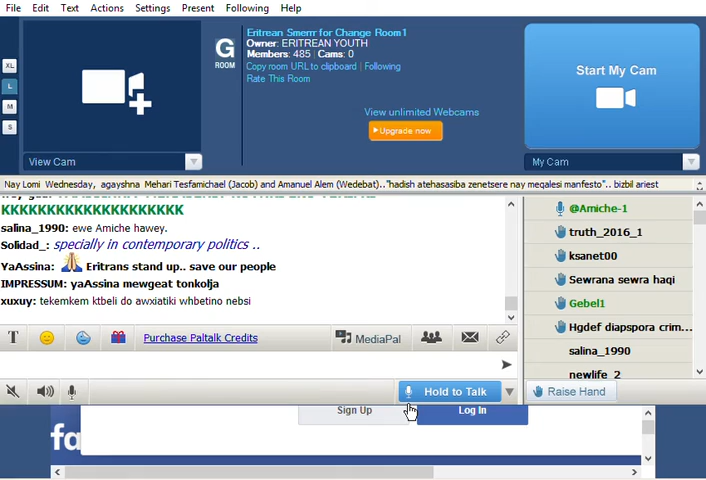 File Edit Text Actions Settings Present Following Help
XL
L
M
S
View Cam
G
ROOM
Eritrean Smerrr for Change Room1
Owner: ERITREAN YOUTH
Members: 485 Cams: 0
Copy room URL to clipboard | Following
Rate This Room
View unlimited Webcams
Upgrade now
Start My Cam
My Cam
Nay Lomi Wednesday, agayshna Mehari Tesfamichael (Jacob) and Amanuel Alem (Wedebat).."hadish atehasasiba zenetsere nay meqalesi manfesto".. bizbil ariest
KKKKKKKKKKKKKKKKKKKK
salina_1990: ewe Amiche hawey.
Solidad_: specially in contemporary politics ..
YaAssina: Eritrans stand up.. save our people
IMPRESSUM: yaAssina mewgeat tonkolja
xuxuy: tekemkem ktbeli do awxiatiki whbetino nebsi
@Amiche-1
truth_2016_1
ksanet00
Sewrana sewra haqi
Gebel1
Hgdef diapspora crim...
salina_1990
newlife_2
T Purchase Paltalk Credits MediaPal
Hold to Talk Raise Hand
Sign Up Log In
fa